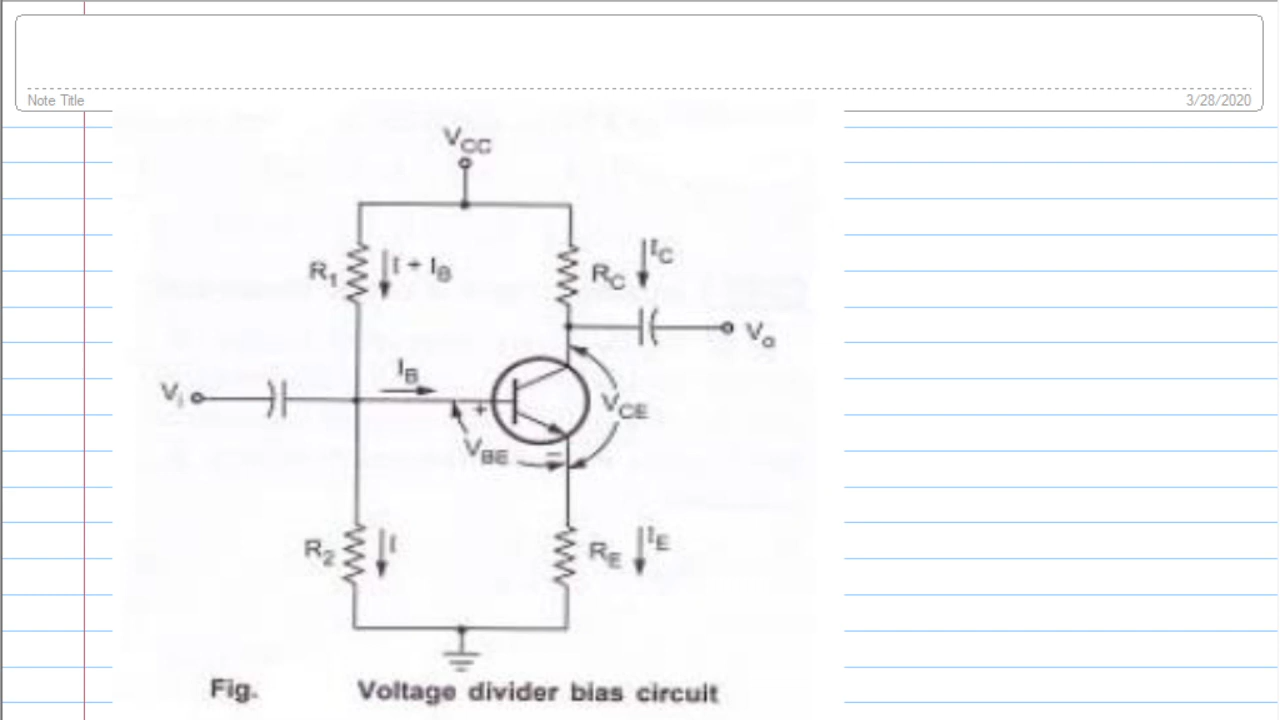 Note Title
3/28/2020
VCC
R1
I + IB
RC
IC
Vo
IB
Vi
+
VCE
VBE
−
R2
I
RE
IE
Fig. Voltage divider bias circuit